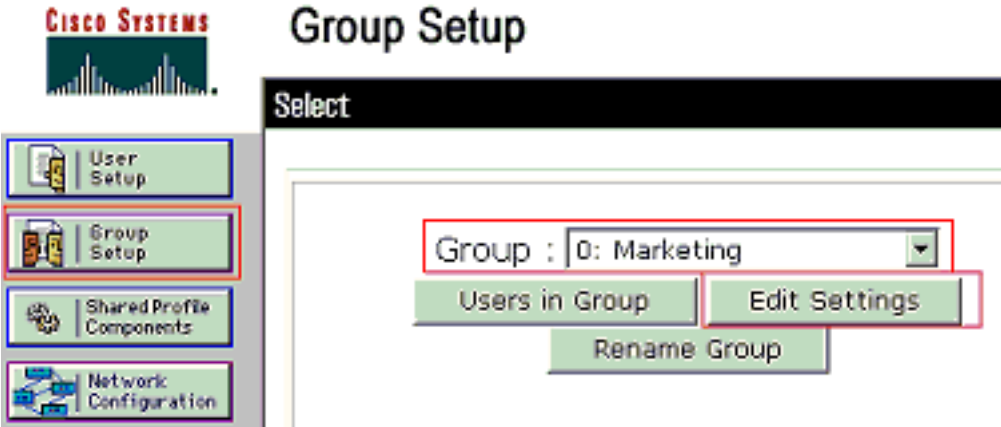 CISCO SYSTEMS
Group Setup
Select
User
Setup
Group
Setup
Shared Profile
Components
Network
Configuration
Group : 0: Marketing
Users in Group
Edit Settings
Rename Group